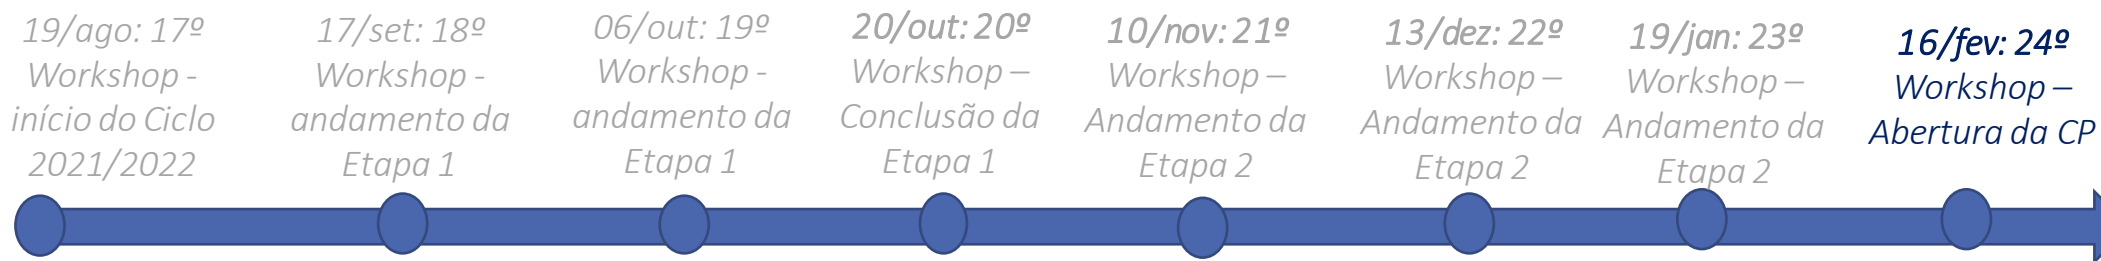 19/ago: 17º
Workshop -
início do Ciclo
2021/2022
17/set: 18º
Workshop -
andamento da
Etapa 1
06/out: 19º
Workshop -
andamento da
Etapa 1
20/out: 20º
Workshop –
Conclusão da
Etapa 1
10/nov: 21º
Workshop –
Andamento da
Etapa 2
13/dez: 22º
Workshop –
Andamento da
Etapa 2
19/jan: 23º
Workshop –
Andamento da
Etapa 2
16/fev: 24º
Workshop –
Abertura da CP